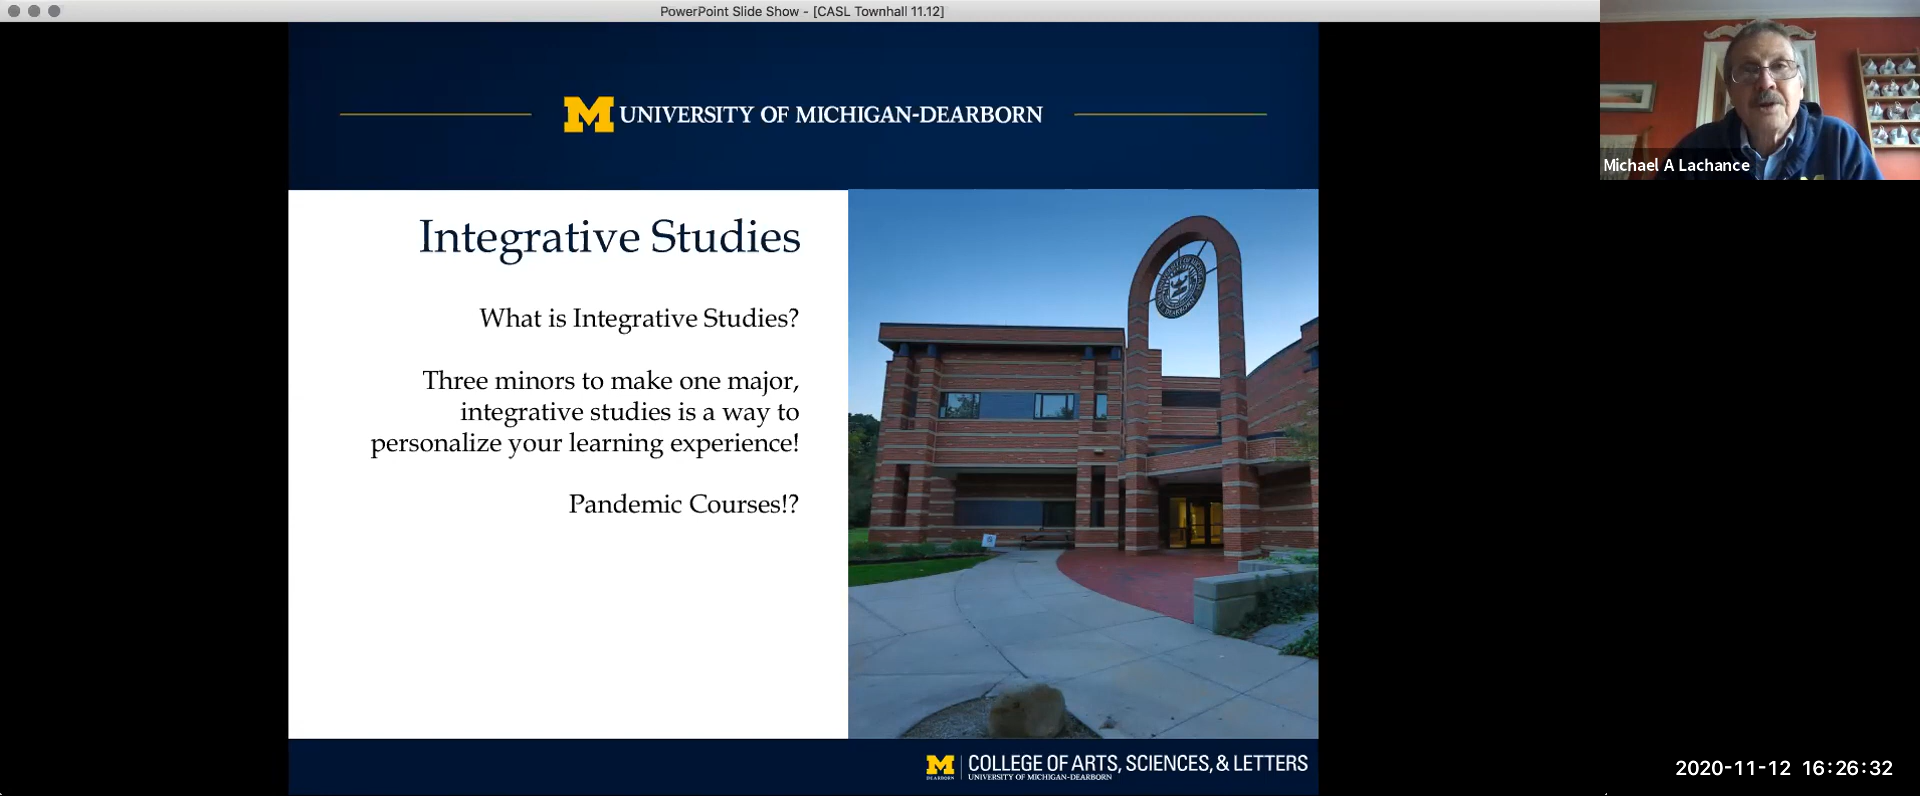 PowerPoint Slide Show - [CASL Townhall 11.12]
M UNIVERSITY OF MICHIGAN-DEARBORN
Michael A Lachance
Integrative Studies
What is Integrative Studies?
Three minors to make one major,
integrative studies is a way to
personalize your learning experience!
Pandemic Courses!?
M DEARBORN
COLLEGE OF ARTS, SCIENCES, & LETTERS
UNIVERSITY OF MICHIGAN-DEARBORN
2020-11-12 16:26:32